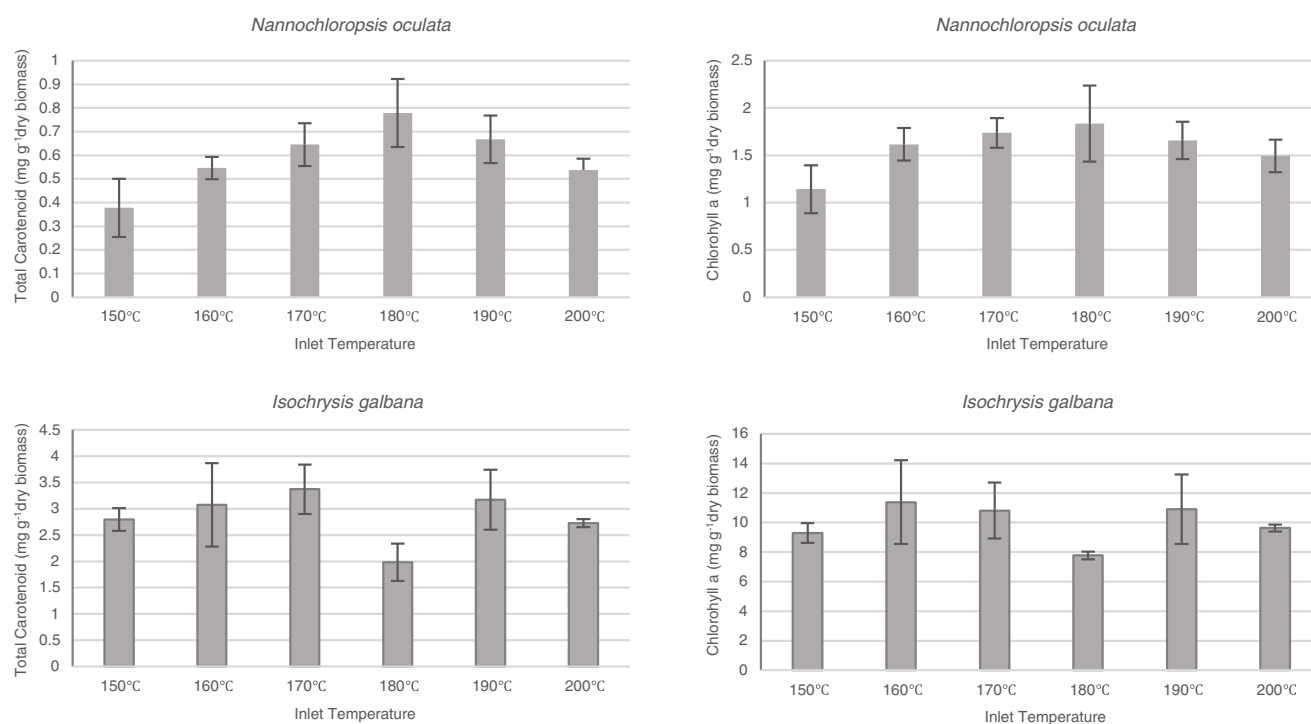 Nannochloropsis oculata
Total Carotenoid (mg g⁻¹dry biomass)
1
0.9
0.8
0.7
0.6
0.5
0.4
0.3
0.2
0.1
0
150°C 160°C 170°C 180°C 190°C 200°C
Inlet Temperature
Nannochloropsis oculata
Chlorohyll a (mg g⁻¹dry biomass)
2.5
2
1.5
1
0.5
0
150°C 160°C 170°C 180°C 190°C 200°C
Inlet Temperature
Isochrysis galbana
Total Carotenoid (mg g⁻¹dry biomass)
4.5
4
3.5
3
2.5
2
1.5
1
0.5
0
150°C 160°C 170°C 180°C 190°C 200°C
Inlet Temperature
Isochrysis galbana
Chlorohyll a (mg g⁻¹dry biomass)
16
14
12
10
8
6
4
2
0
150°C 160°C 170°C 180°C 190°C 200°C
Inlet Temperature